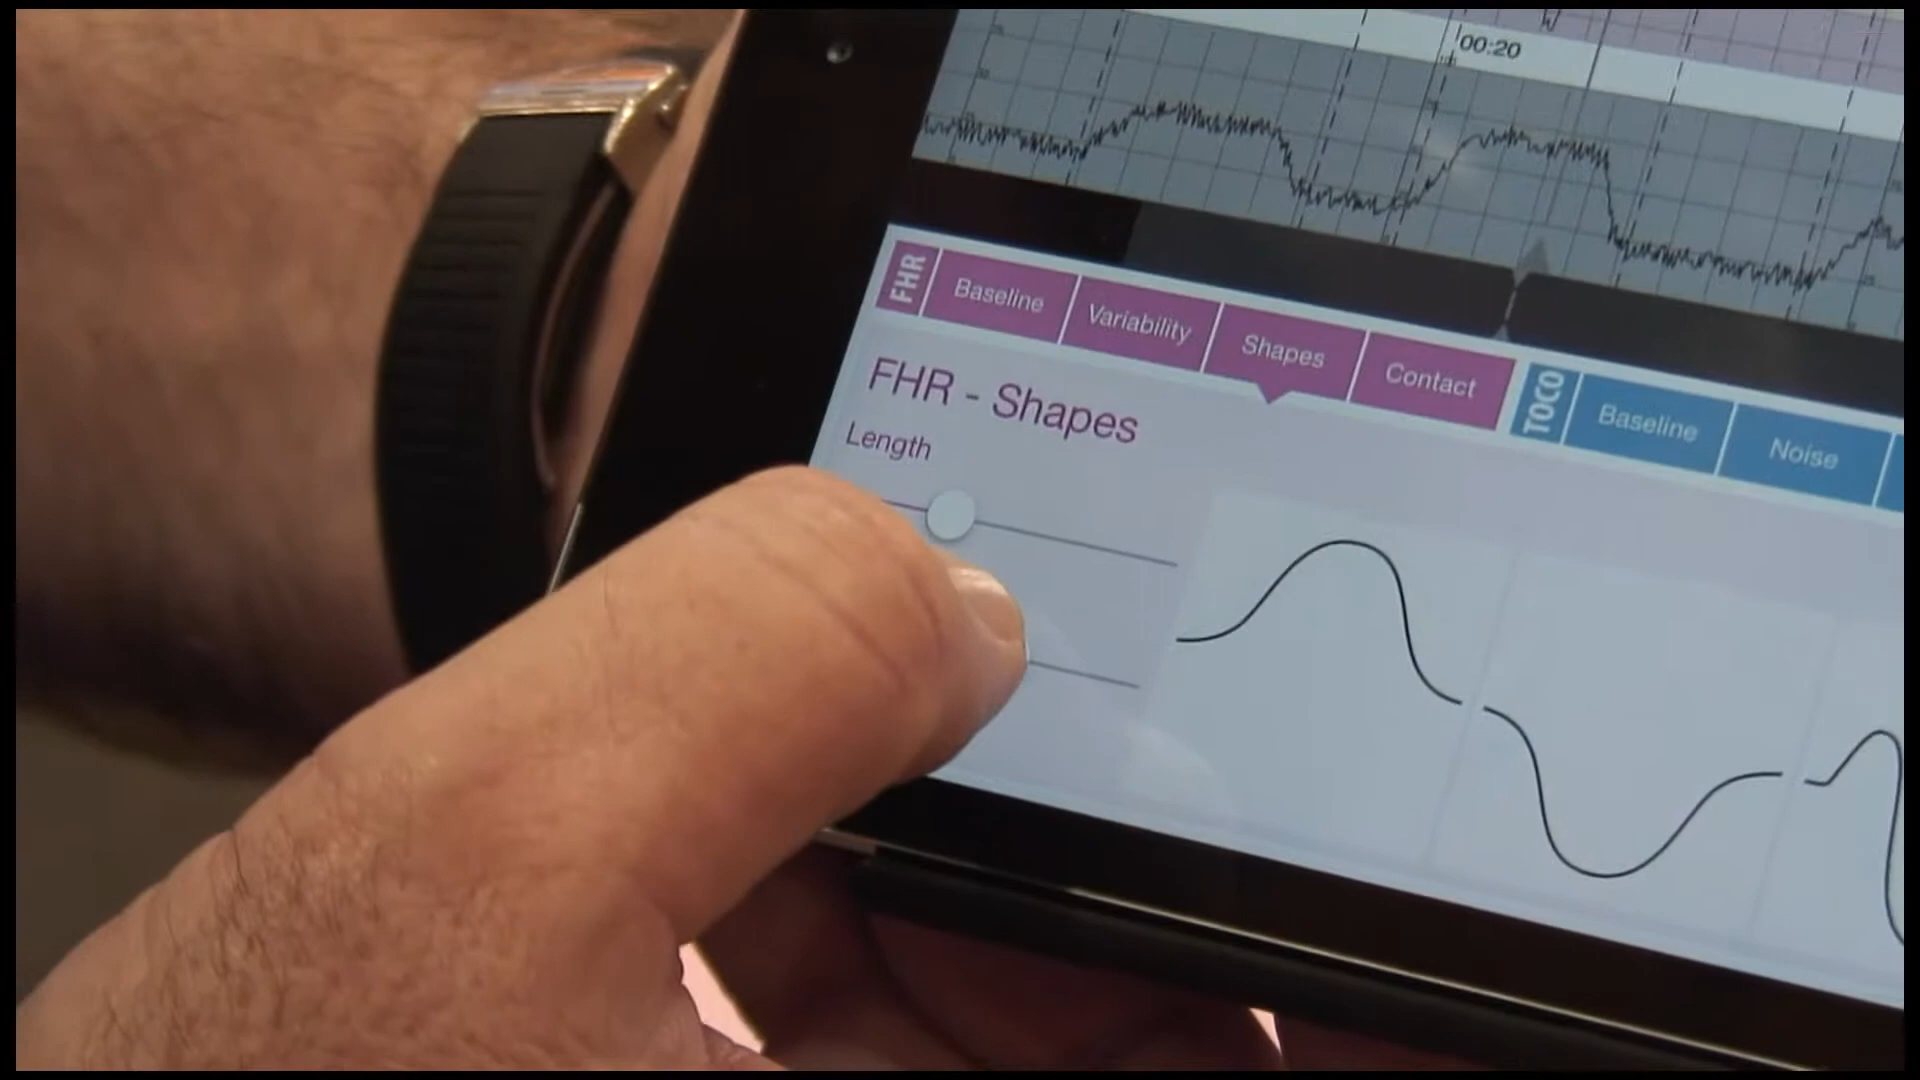 00:20
FHR
Baseline
Variability
Shapes
Contact
TOCO
Baseline
Noise
FHR - Shapes
Length